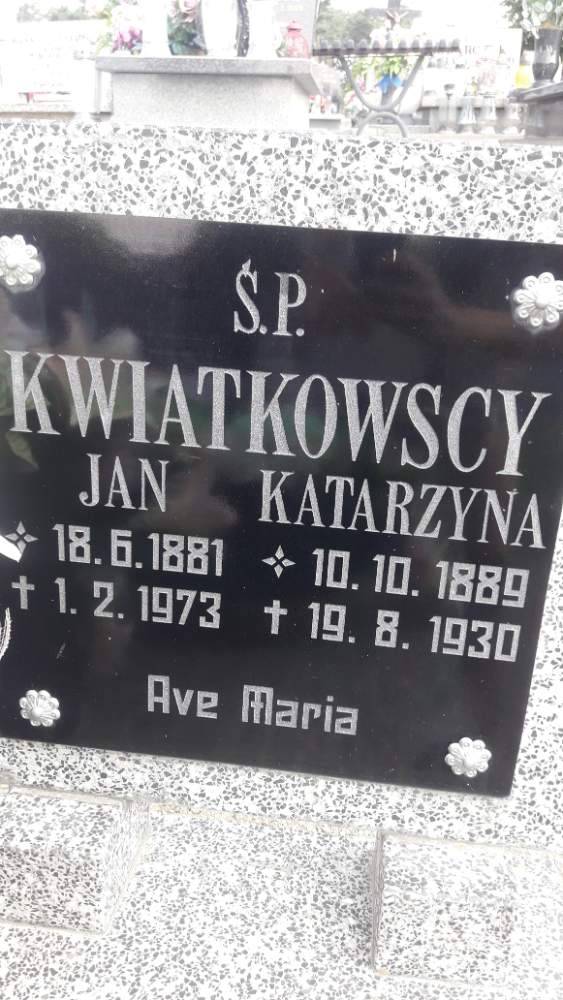 Ś.P.
KWIATKOWSCY
JAN KATARZYNA
18.6.1881 10.10.1889
† 1.2.1973 † 19.8.1930
Ave Maria